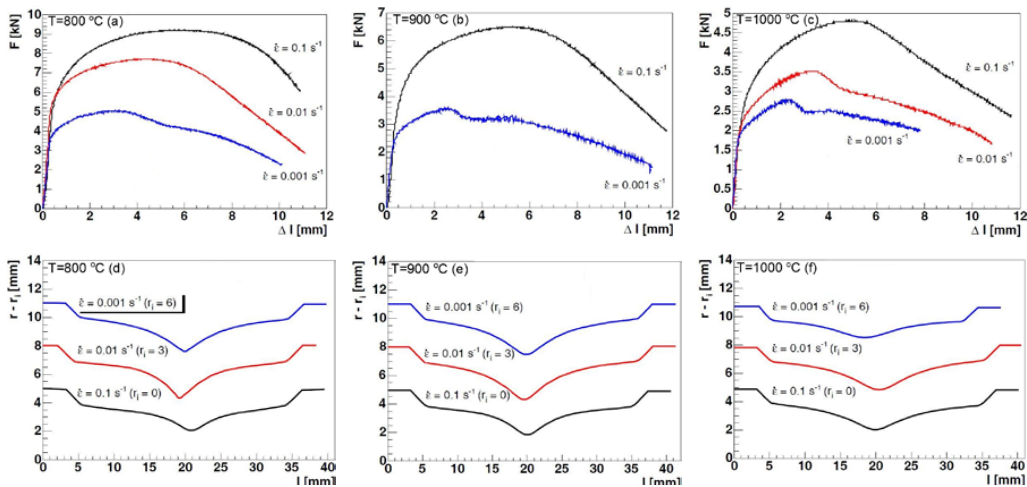 T=800 °C (a)
F [kN]
10
9
8
7
6
5
4
3
2
1
0
ε̇ = 0.1 s⁻¹
ε̇ = 0.01 s⁻¹
ε̇ = 0.001 s⁻¹
0 2 4 6 8 10 12
Δ l [mm]
T=900 °C (b)
F [kN]
7
6
5
4
3
2
1
0
ε̇ = 0.1 s⁻¹
ε̇ = 0.001 s⁻¹
0 2 4 6 8 10 12
Δ l [mm]
T=1000 °C (c)
F [kN]
5
4.5
4
3.5
3
2.5
2
1.5
1
0.5
0
ε̇ = 0.1 s⁻¹
ε̇ = 0.001 s⁻¹
ε̇ = 0.01 s⁻¹
0 2 4 6 8 10 12
Δ l [mm]
T=800 °C (d)
r - rᵢ [mm]
14
12
10
8
6
4
2
0
ε̇ = 0.001 s⁻¹ (rᵢ = 6)
ε̇ = 0.01 s⁻¹ (rᵢ = 3)
ε̇ = 0.1 s⁻¹ (rᵢ = 0)
0 5 10 15 20 25 30 35 40
l [mm]
T=900 °C (e)
r - rᵢ [mm]
14
12
10
8
6
4
2
0
ε̇ = 0.001 s⁻¹ (rᵢ = 6)
ε̇ = 0.01 s⁻¹ (rᵢ = 3)
ε̇ = 0.1 s⁻¹ (rᵢ = 0)
0 5 10 15 20 25 30 35 40
l [mm]
T=1000 °C (f)
r - rᵢ [mm]
14
12
10
8
6
4
2
0
ε̇ = 0.001 s⁻¹ (rᵢ = 6)
ε̇ = 0.01 s⁻¹ (rᵢ = 3)
ε̇ = 0.1 s⁻¹ (rᵢ = 0)
0 5 10 15 20 25 30 35 40
l [mm]